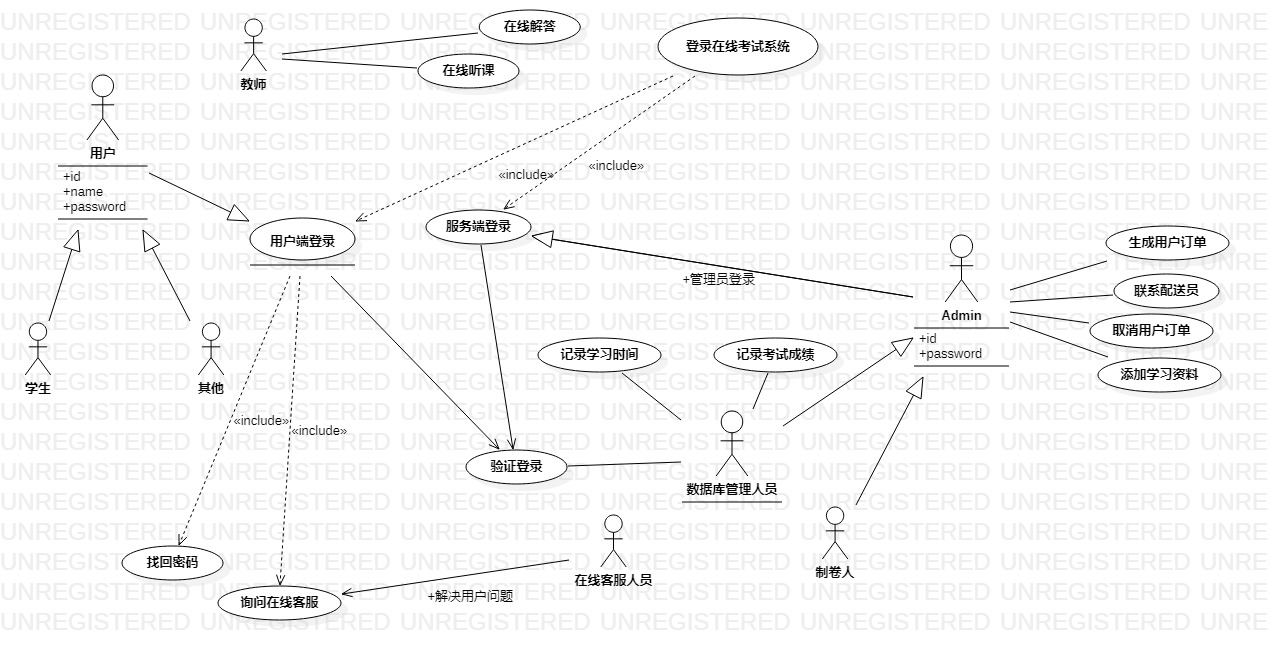 在线解答
登录在线考试系统
在线听课
教师
用户
+id
+name
+password
«include»
«include»
用户端登录
服务端登录
+管理员登录
生成用户订单
联系配送员
取消用户订单
添加学习资料
Admin
+id
+password
学生
其他
记录学习时间
记录考试成绩
«include»
«include»
验证登录
数据库管理人员
找回密码
询问在线客服
+解决用户问题
在线客服人员
制卷人
UNREGISTERED